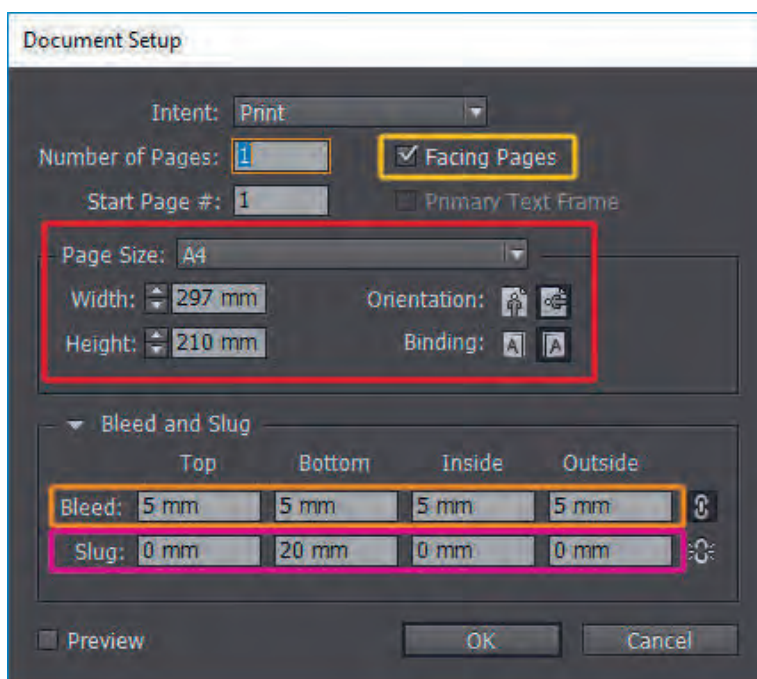 Document Setup
Intent: Print
Number of Pages: 1 Facing Pages
Start Page #: 1 Primary Text Frame
Page Size: A4
Width: 297 mm Orientation:
Height: 210 mm Binding: A A
Bleed and Slug
Top Bottom Inside Outside
Bleed: 5 mm 5 mm 5 mm 5 mm
Slug: 0 mm 20 mm 0 mm 0 mm
Preview OK Cancel